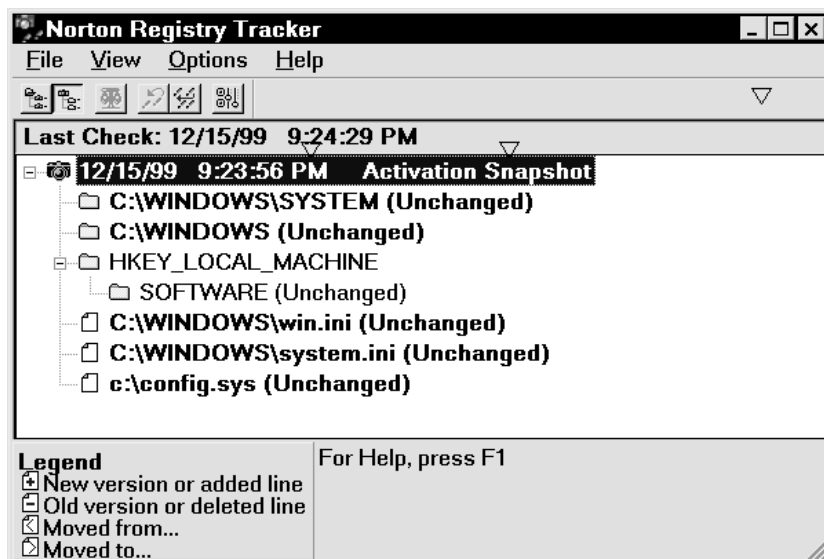 Norton Registry Tracker
File View Options Help
Last Check: 12/15/99 9:24:29 PM
12/15/99 9:23:56 PM Activation Snapshot
C:\WINDOWS\SYSTEM (Unchanged)
C:\WINDOWS (Unchanged)
HKEY_LOCAL_MACHINE
SOFTWARE (Unchanged)
C:\WINDOWS\win.ini (Unchanged)
C:\WINDOWS\system.ini (Unchanged)
c:\config.sys (Unchanged)
Legend
New version or added line
Old version or deleted line
Moved from...
Moved to...
For Help, press F1